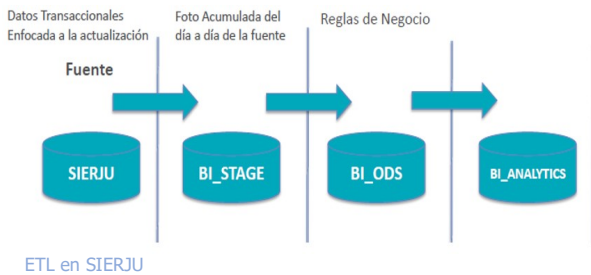 Datos Transaccionales
Enfocada a la actualización
Fuente
Foto Acumulada del
día a día de la fuente
Reglas de Negocio
SIERJU
BI_STAGE
BI_ODS
BI_ANALYTICS
ETL en SIERJU